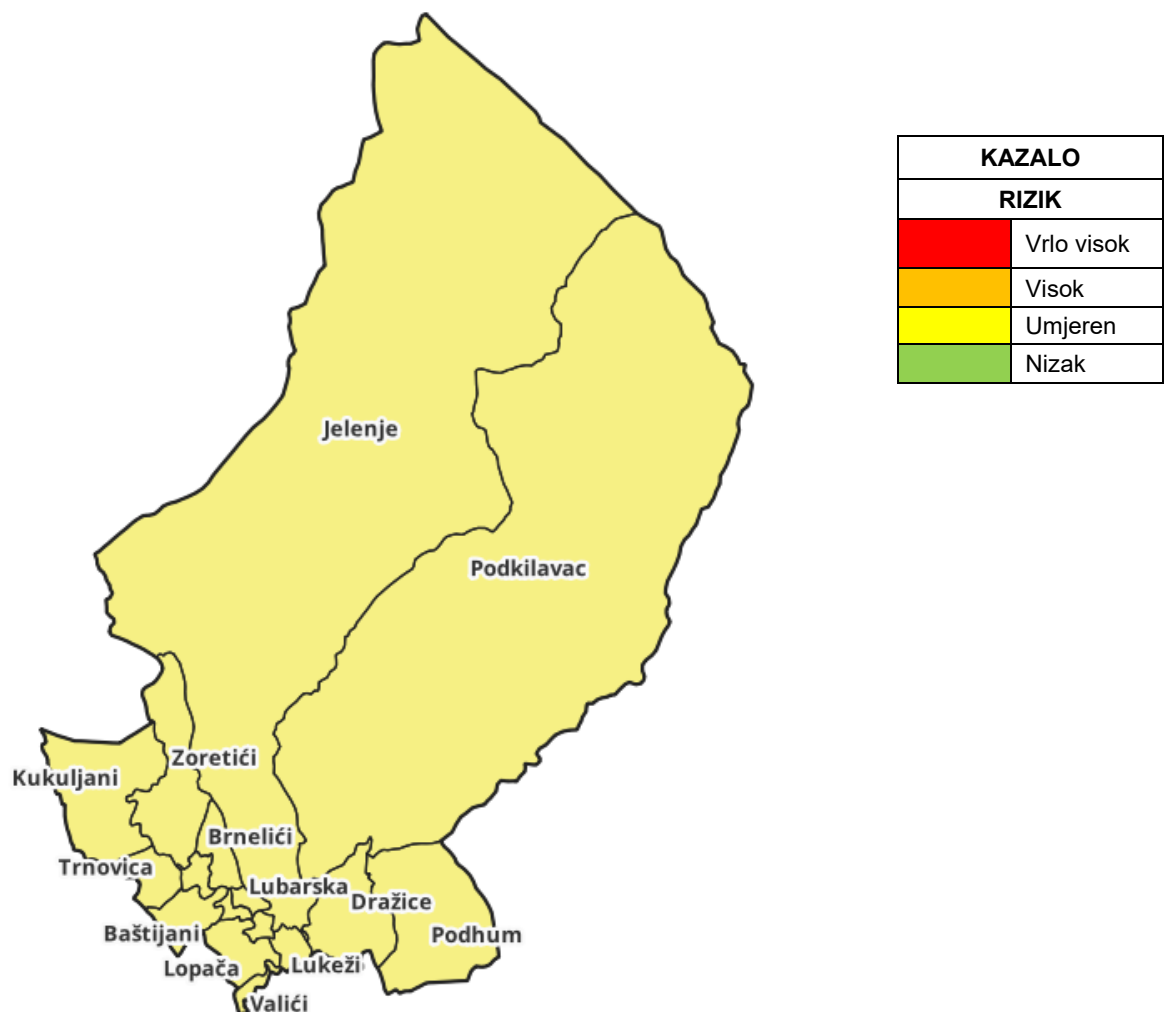 KAZALO
RIZIK
Vrlo visok
Visok
Umjeren
Nizak
Jelenje
Podkilavac
Zoretići
Kukuljani
Brnelići
Trnovica
Lubarska
Dražice
Baštijani
Podhum
Lopača
Lukeži
Valići